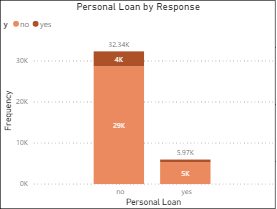 Personal Loan by Response
y no yes
32.34K
4K
30K
20K
29K
10K
5.97K
5K
0K
no yes
Frequency
Personal Loan